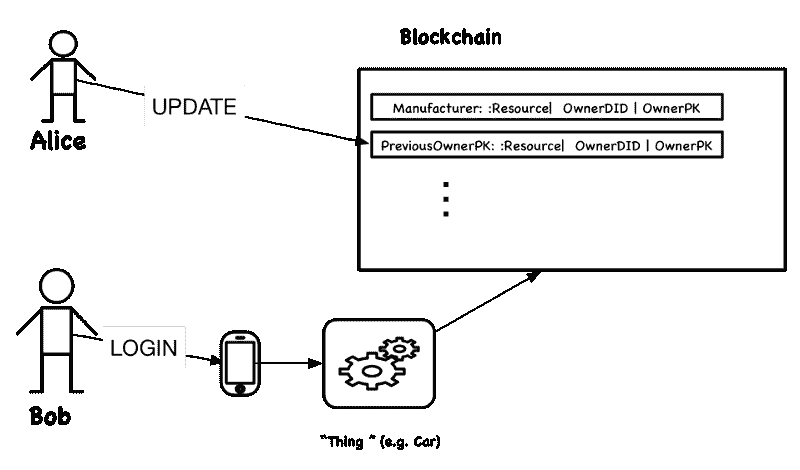 Blockchain
Manufacturer: :Resource| OwnerDID | OwnerPK
UPDATE
Alice
PreviousOwnerPK: :Resource| OwnerDID | OwnerPK
LOGIN
Bob
"Thing " (e.g. Car)